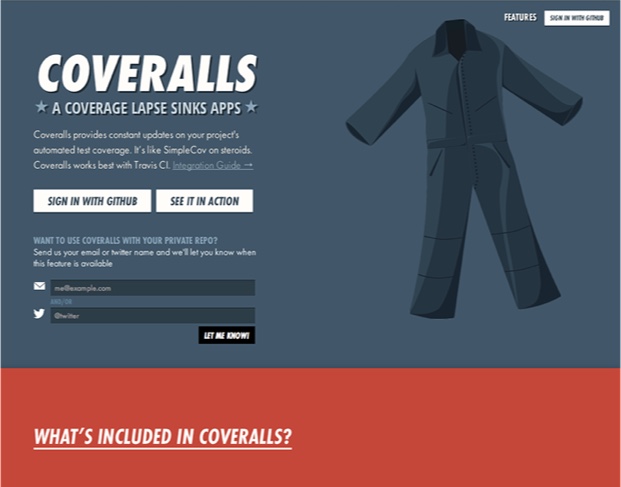 FEATURES
SIGN IN WITH GITHUB
COVERALLS
A COVERAGE LAPSE SINKS APPS
Coveralls provides constant updates on your project's
automated test coverage. It's like SimpleCov on steroids.
Coveralls works best with Travis CI. Integration Guide →
SIGN IN WITH GITHUB
SEE IT IN ACTION
WANT TO USE COVERALLS WITH YOUR PRIVATE REPO?
Send us your email or twitter name and we'll let you know when
this feature is available
me@example.com
AND/OR
@twitter
LET ME KNOW!
WHAT'S INCLUDED IN COVERALLS?